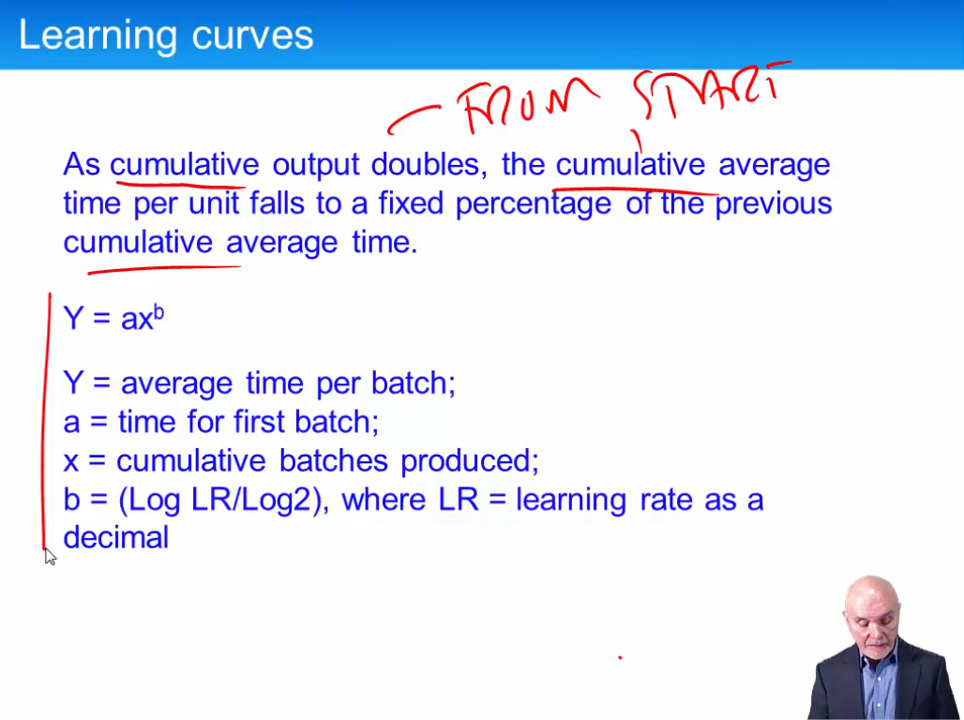 Learning curves
FROM START
As cumulative output doubles, the cumulative average
time per unit falls to a fixed percentage of the previous
cumulative average time.
Y = axᵇ
Y = average time per batch;
a = time for first batch;
x = cumulative batches produced;
b = (Log LR/Log2), where LR = learning rate as a
decimal